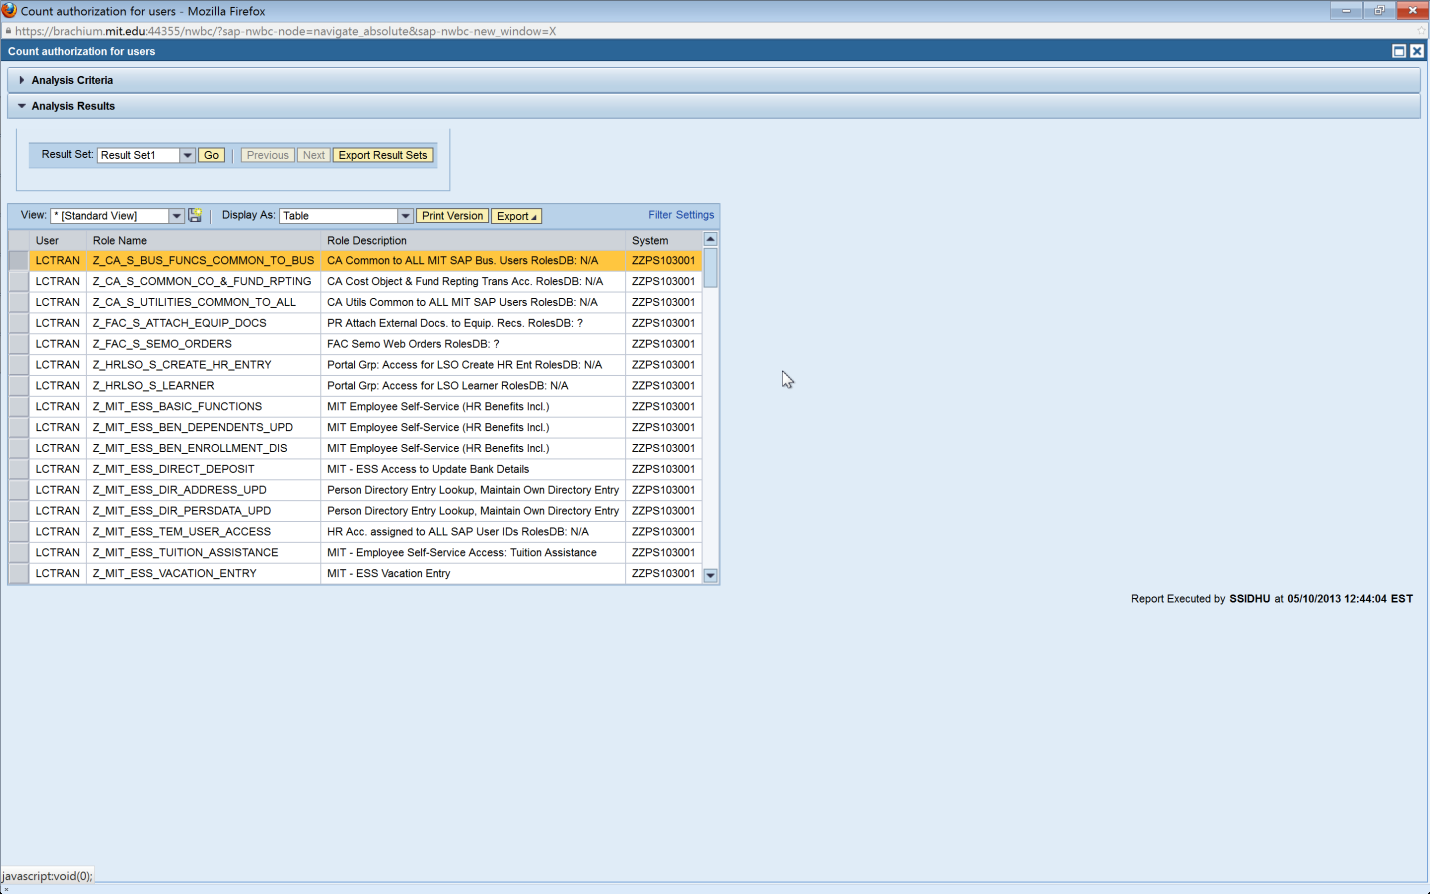 Count authorization for users - Mozilla Firefox
https://brachium.mit.edu:44355/nwbc/?sap-nwbc-node=navigate_absolute&sap-nwbc-new_window=X
Count authorization for users
Analysis Criteria
Analysis Results
Result Set: Result Set1 Go Previous Next Export Result Sets
View: * [Standard View] Display As: Table Print Version Export Filter Settings
User Role Name Role Description System
LCTRAN Z_CA_S_BUS_FUNCS_COMMON_TO_BUS CA Common to ALL MIT SAP Bus. Users RolesDB: N/A ZZPS103001
LCTRAN Z_CA_S_COMMON_CO_&_FUND_RPTING CA Cost Object & Fund Repting Trans Acc. RolesDB: N/A ZZPS103001
LCTRAN Z_CA_S_UTILITIES_COMMON_TO_ALL CA Utils Common to ALL MIT SAP Users RolesDB: N/A ZZPS103001
LCTRAN Z_FAC_S_ATTACH_EQUIP_DOCS PR Attach External Docs. to Equip. Recs. RolesDB: ? ZZPS103001
LCTRAN Z_FAC_S_SEMO_ORDERS FAC Semo Web Orders RolesDB: ? ZZPS103001
LCTRAN Z_HRLSO_S_CREATE_HR_ENTRY Portal Grp: Access for LSO Create HR Ent RolesDB: N/A ZZPS103001
LCTRAN Z_HRLSO_S_LEARNER Portal Grp: Access for LSO Learner RolesDB: N/A ZZPS103001
LCTRAN Z_MIT_ESS_BASIC_FUNCTIONS MIT Employee Self-Service (HR Benefits Incl.) ZZPS103001
LCTRAN Z_MIT_ESS_BEN_DEPENDENTS_UPD MIT Employee Self-Service (HR Benefits Incl.) ZZPS103001
LCTRAN Z_MIT_ESS_BEN_ENROLLMENT_DIS MIT Employee Self-Service (HR Benefits Incl.) ZZPS103001
LCTRAN Z_MIT_ESS_DIRECT_DEPOSIT MIT - ESS Access to Update Bank Details ZZPS103001
LCTRAN Z_MIT_ESS_DIR_ADDRESS_UPD Person Directory Entry Lookup, Maintain Own Directory Entry ZZPS103001
LCTRAN Z_MIT_ESS_DIR_PERSDATA_UPD Person Directory Entry Lookup, Maintain Own Directory Entry ZZPS103001
LCTRAN Z_MIT_ESS_TEM_USER_ACCESS HR Acc. assigned to ALL SAP User IDs RolesDB: N/A ZZPS103001
LCTRAN Z_MIT_ESS_TUITION_ASSISTANCE MIT - Employee Self-Service Access: Tuition Assistance ZZPS103001
LCTRAN Z_MIT_ESS_VACATION_ENTRY MIT - ESS Vacation Entry ZZPS103001
Report Executed by SSIDHU at 05/10/2013 12:44:04 EST
javascript:void(0);